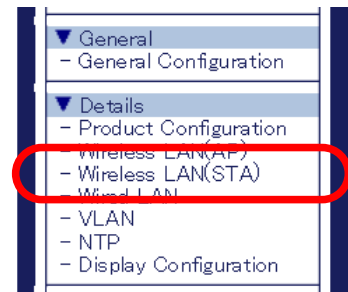 ▼ General
- General Configuration
▼ Details
- Product Configuration
- Wireless LAN(AP)
- Wireless LAN(STA)
- Wired LAN
- VLAN
- NTP
- Display Configuration